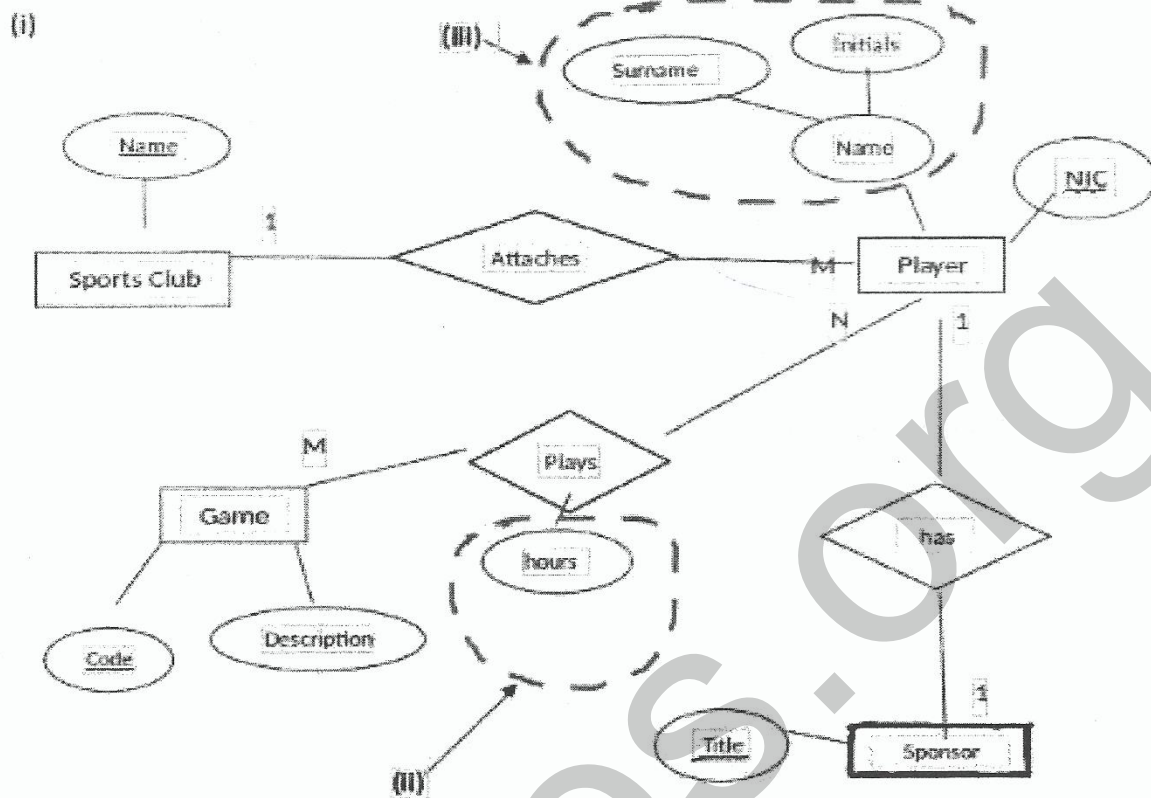 (i)
(iii)
Initials
Surname
Name
Name
NIC
1
Attaches
M
Player
Sports Club
N
1
M
Plays
Game
has
hours
Code
Description
1
Title
Sponsor
(ii)